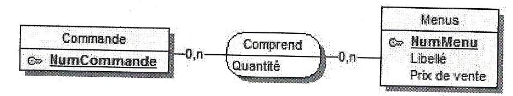 Commande
NumCommande
0,n
Comprend
Quantité
0,n
Menus
NumMenu
Libellé
Prix de vente